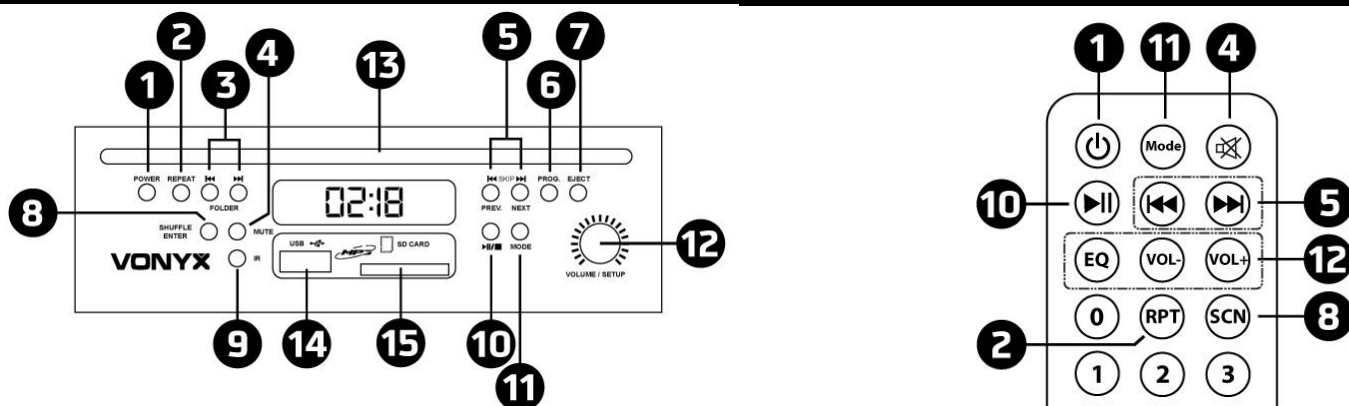 2 4 5 7
1 3 13 6
POWER REPEAT FOLDER
SKIP PREV. NEXT PROG. EJECT
02:18
8 SHUFFLE ENTER MUTE
VONYX IR
USB MP3 SD CARD
MODE
VOLUME / SETUP 12
9 14 15 10 11
1 11 4
Mode
10 5
EQ VOL- VOL+ 12
0 RPT SCN 8
2
1 2 3